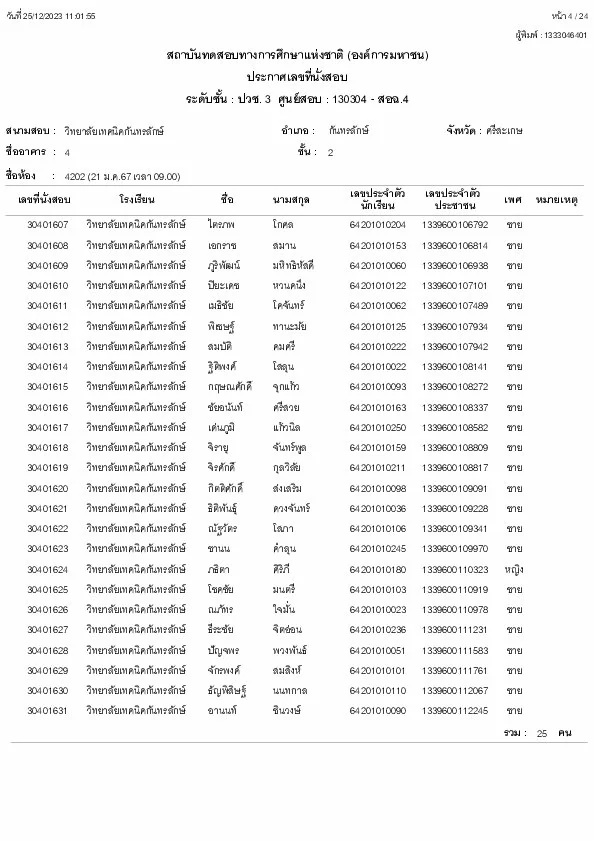 วันที่ 25/12/2023 11:01:55 หน้า 4 / 24
ผู้พิมพ์ : 1333046401
สถาบันทดสอบทางการศึกษาแห่งชาติ (องค์การมหาชน)
ประกาศเลขที่นั่งสอบ
ระดับชั้น : ปวช. 3 ศูนย์สอบ : 130304 - สอฉ.4
สนามสอบ : วิทยาลัยเทคนิคกันทรลักษ์ อำเภอ : กันทรลักษ์ จังหวัด : ศรีสะเกษ
ชื่ออาคาร : 4 ชั้น : 2
ชื่อห้อง : 4202 (21 ม.ค.67 เวลา 09.00)
เลขที่นั่งสอบ โรงเรียน ชื่อ นามสกุล เลขประจำตัวนักเรียน เลขประจำตัวประชาชน เพศ หมายเหตุ
30401607 วิทยาลัยเทคนิคกันทรลักษ์ ไตรภพ โกศล 64201010204 1339600106792 ชาย
30401608 วิทยาลัยเทคนิคกันทรลักษ์ เอกราช สมาน 64201010153 1339600106814 ชาย
30401609 วิทยาลัยเทคนิคกันทรลักษ์ ภูริพัฒน์ มหิทธิหัสดี 64201010060 1339600106938 ชาย
30401610 วิทยาลัยเทคนิคกันทรลักษ์ ปิยะเดช หวนคนึง 64201010122 1339600107101 ชาย
30401611 วิทยาลัยเทคนิคกันทรลักษ์ เมธิชัย โคจันทร์ 64201010062 1339600107489 ชาย
30401612 วิทยาลัยเทคนิคกันทรลักษ์ พิเชษฐ์ ทานะมัย 64201010125 1339600107934 ชาย
30401613 วิทยาลัยเทคนิคกันทรลักษ์ สมบัติ คมศรี 64201010222 1339600107942 ชาย
30401614 วิทยาลัยเทคนิคกันทรลักษ์ ฐิติพงศ์ โสลุน 64201010022 1339600108141 ชาย
30401615 วิทยาลัยเทคนิคกันทรลักษ์ กฤษณศักดิ์ จุกแก้ว 64201010093 1339600108272 ชาย
30401616 วิทยาลัยเทคนิคกันทรลักษ์ ชัยอนันท์ ศรีสวย 64201010163 1339600108337 ชาย
30401617 วิทยาลัยเทคนิคกันทรลักษ์ เด่นภูมิ แก้วนิล 64201010250 1339600108582 ชาย
30401618 วิทยาลัยเทคนิคกันทรลักษ์ จิรายุ จันทร์พูล 64201010159 1339600108809 ชาย
30401619 วิทยาลัยเทคนิคกันทรลักษ์ จิรศักดิ์ กุลวิลัย 64201010211 1339600108817 ชาย
30401620 วิทยาลัยเทคนิคกันทรลักษ์ กิตติศักดิ์ ส่งเสริม 64201010098 1339600109091 ชาย
30401621 วิทยาลัยเทคนิคกันทรลักษ์ ธิติพันธุ์ ดวงจันทร์ 64201010036 1339600109228 ชาย
30401622 วิทยาลัยเทคนิคกันทรลักษ์ ณัฐวัตร โสภา 64201010106 1339600109341 ชาย
30401623 วิทยาลัยเทคนิคกันทรลักษ์ ชานน คำลุน 64201010245 1339600109970 ชาย
30401624 วิทยาลัยเทคนิคกันทรลักษ์ ภธิตา ศิริภี 64201010180 1339600110323 หญิง
30401625 วิทยาลัยเทคนิคกันทรลักษ์ โชคชัย มนตรี 64201010103 1339600110919 ชาย
30401626 วิทยาลัยเทคนิคกันทรลักษ์ ณภัทร ใจมั่น 64201010023 1339600110978 ชาย
30401627 วิทยาลัยเทคนิคกันทรลักษ์ ธีระชัย จิตอ่อน 64201010236 1339600111231 ชาย
30401628 วิทยาลัยเทคนิคกันทรลักษ์ ปัญจพร พวงพันธ์ 64201010051 1339600111583 ชาย
30401629 วิทยาลัยเทคนิคกันทรลักษ์ จักรพงค์ สมสิงห์ 64201010101 1339600111761 ชาย
30401630 วิทยาลัยเทคนิคกันทรลักษ์ ธัญพิสิษฐ์ นนทกาล 64201010110 1339600112067 ชาย
30401631 วิทยาลัยเทคนิคกันทรลักษ์ อานนท์ ชินวงษ์ 64201010090 1339600112245 ชาย
รวม : 25 คน